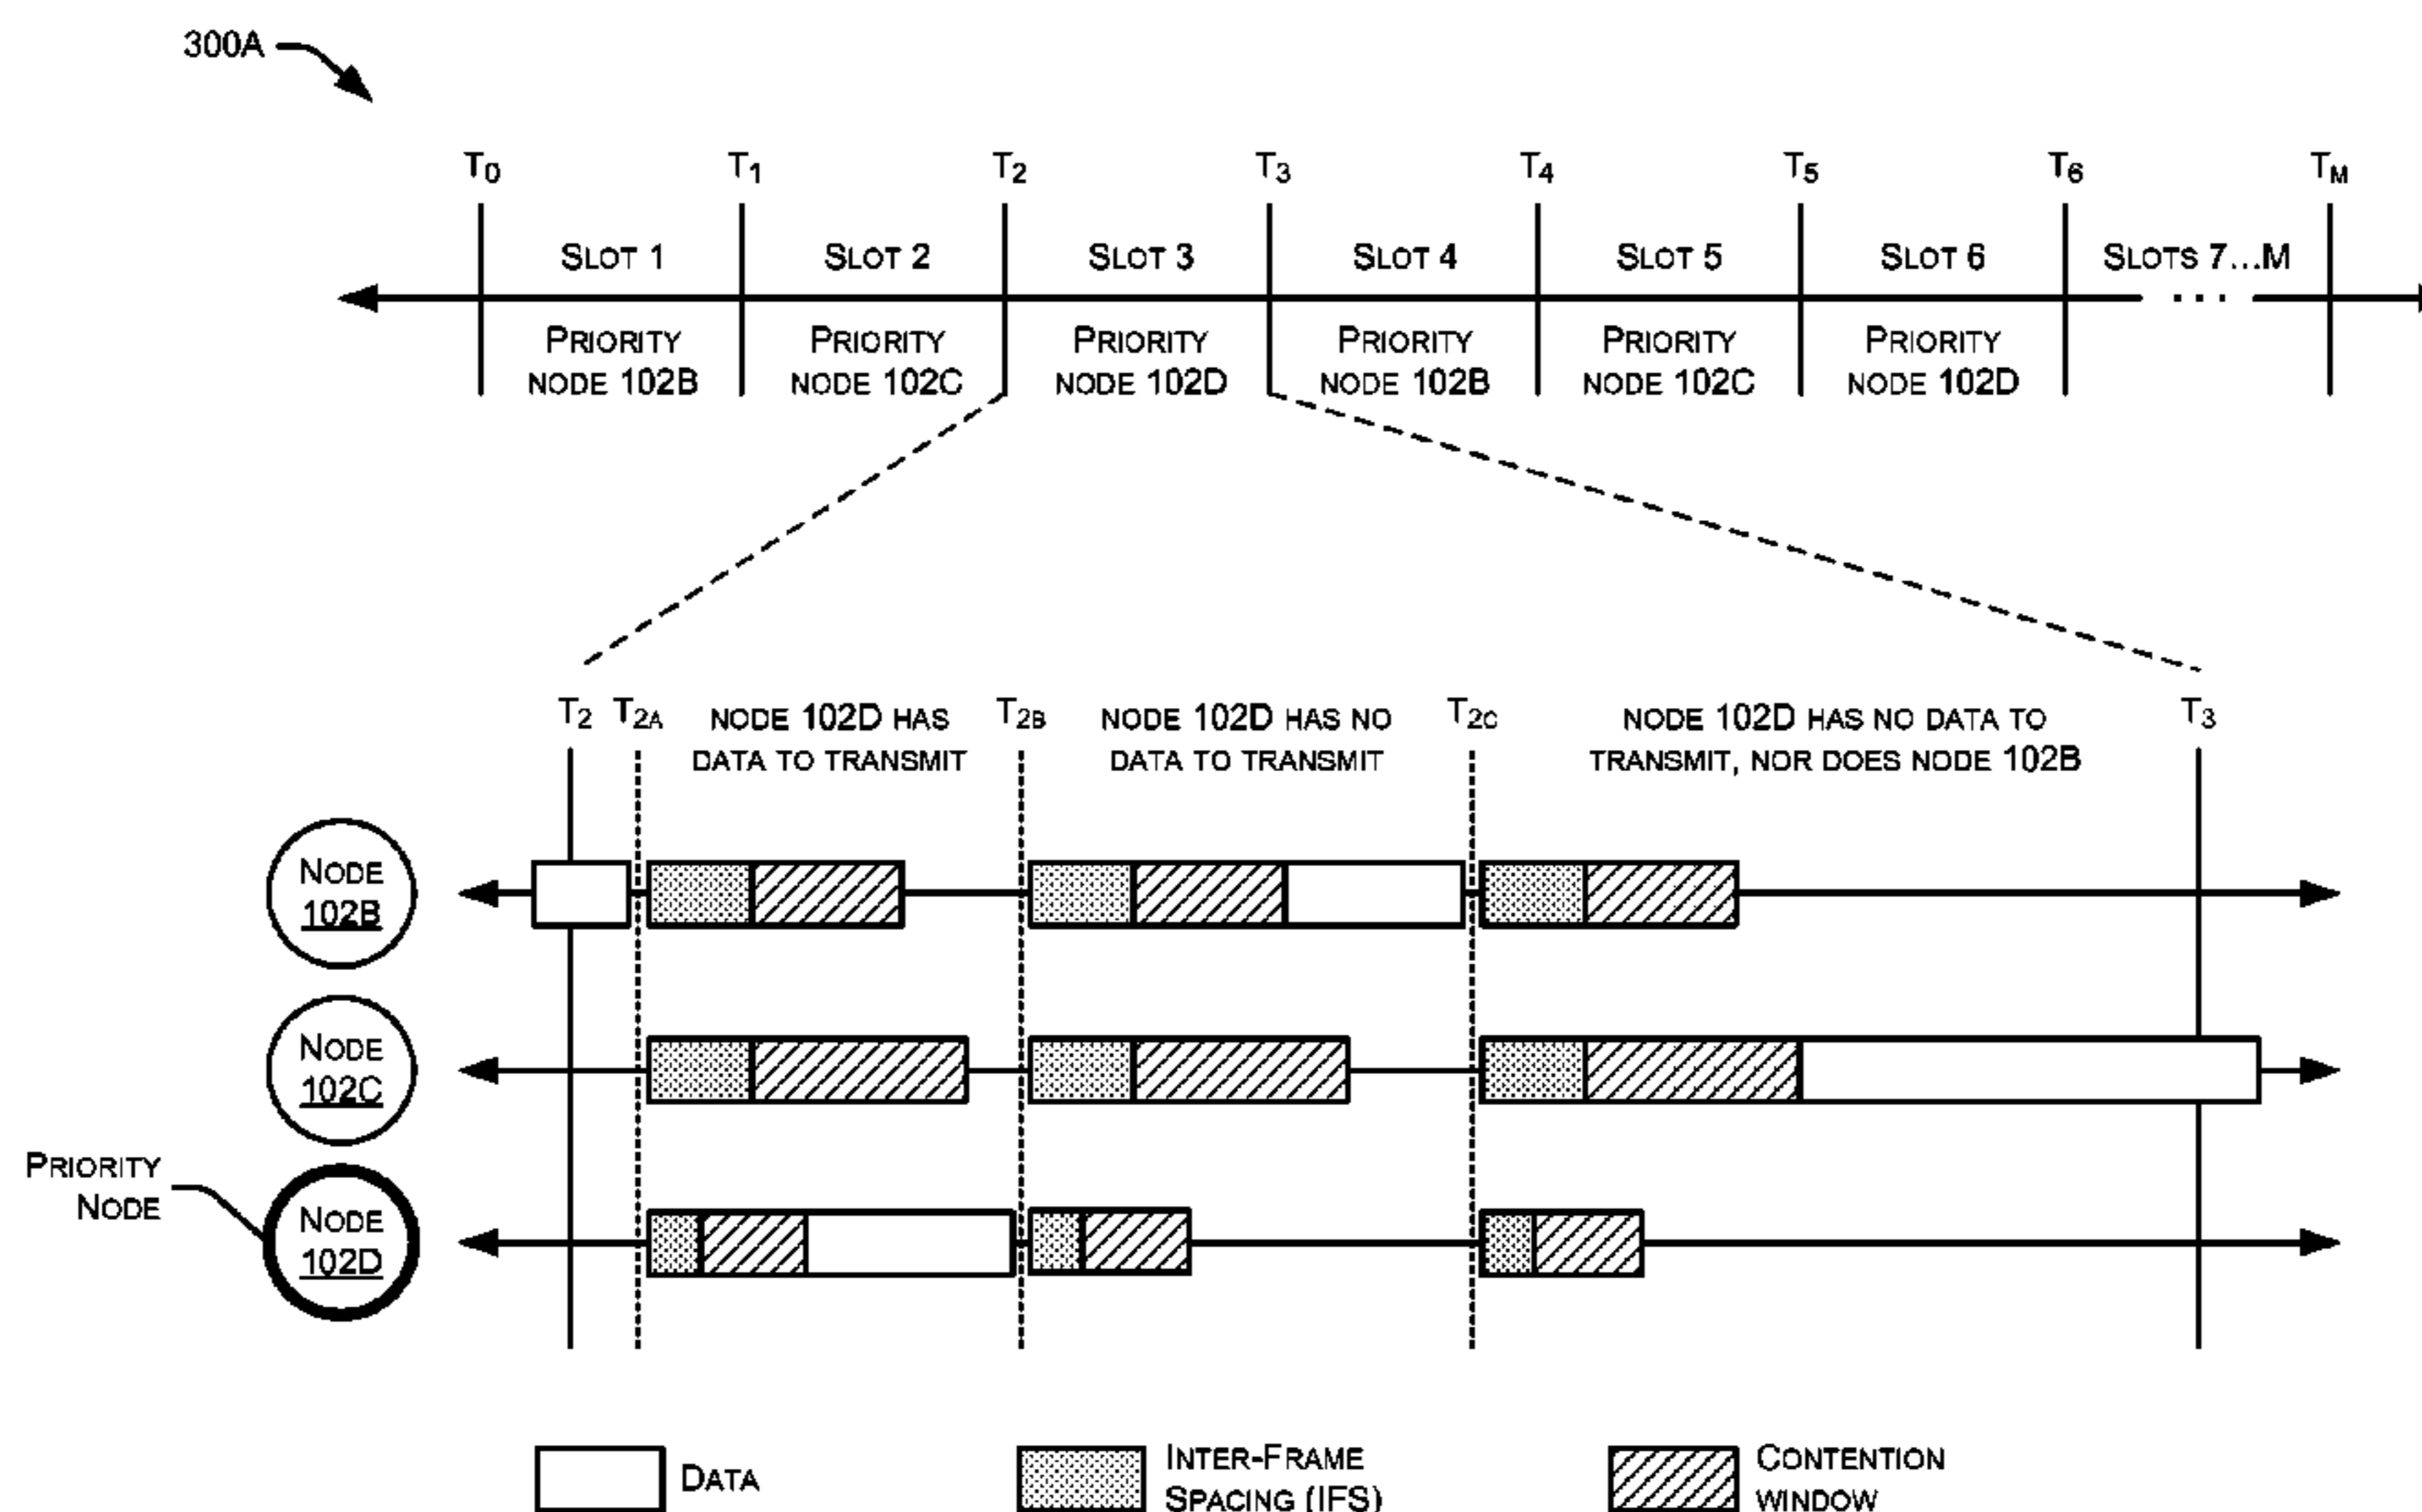 300A
T0 T1 T2 T3 T4 T5 T6 TM
SLOT 1 SLOT 2 SLOT 3 SLOT 4 SLOT 5 SLOT 6 SLOTS 7...M
PRIORITY PRIORITY PRIORITY PRIORITY PRIORITY PRIORITY
NODE 102B NODE 102C NODE 102D NODE 102B NODE 102C NODE 102D
T2 T2A NODE 102D HAS T2B NODE 102D HAS NO T2C NODE 102D HAS NO DATA TO T3
DATA TO TRANSMIT DATA TO TRANSMIT TRANSMIT, NOR DOES NODE 102B
NODE
102B
NODE
102C
PRIORITY
NODE
NODE
102D
DATA
INTER-FRAME
SPACING (IFS)
CONTENTION
WINDOW